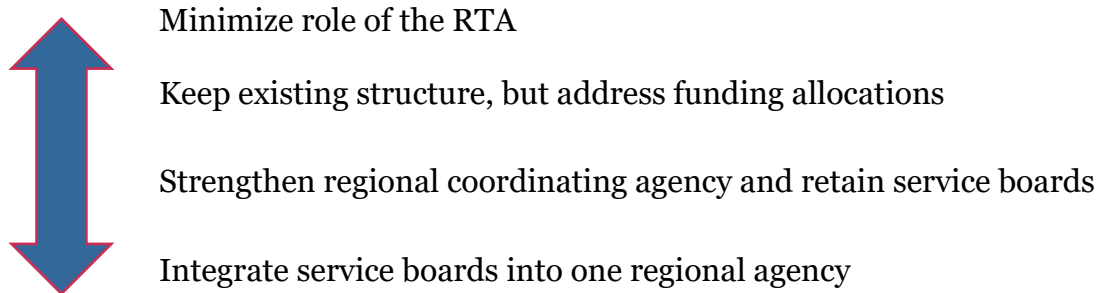 Minimize role of the RTA
Keep existing structure, but address funding allocations
Strengthen regional coordinating agency and retain service boards
Integrate service boards into one regional agency